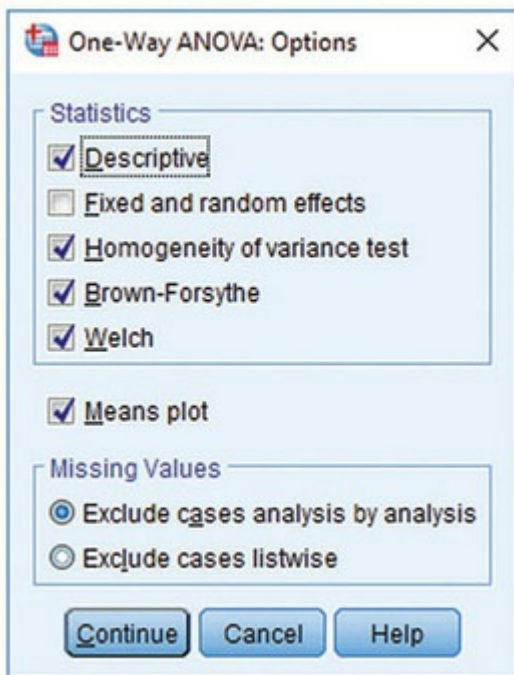 One-Way ANOVA: Options
Statistics
Descriptive
Fixed and random effects
Homogeneity of variance test
Brown-Forsythe
Welch
Means plot
Missing Values
Exclude cases analysis by analysis
Exclude cases listwise
Continue Cancel Help